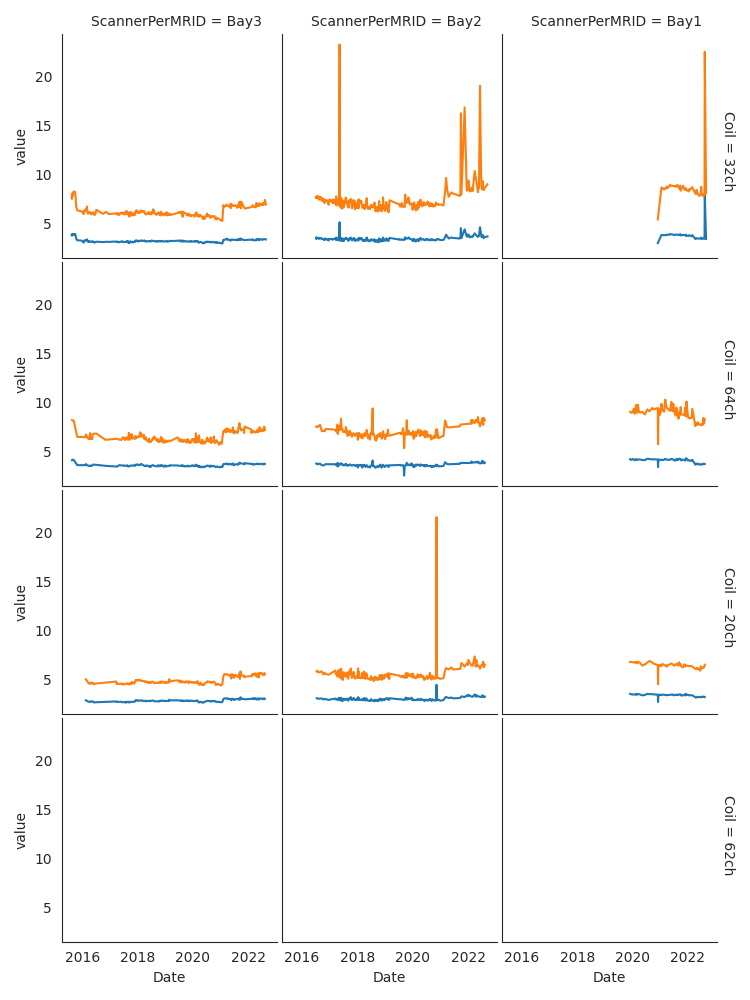 ScannerPerMRID = Bay3
ScannerPerMRID = Bay2
ScannerPerMRID = Bay1
20
15
10
5
value
Coil = 32ch
20
15
10
5
value
Coil = 64ch
20
15
10
5
value
Coil = 20ch
20
15
10
5
value
Coil = 62ch
2016 2018 2020 2022
2016 2018 2020 2022
2016 2018 2020 2022
Date
Date
Date